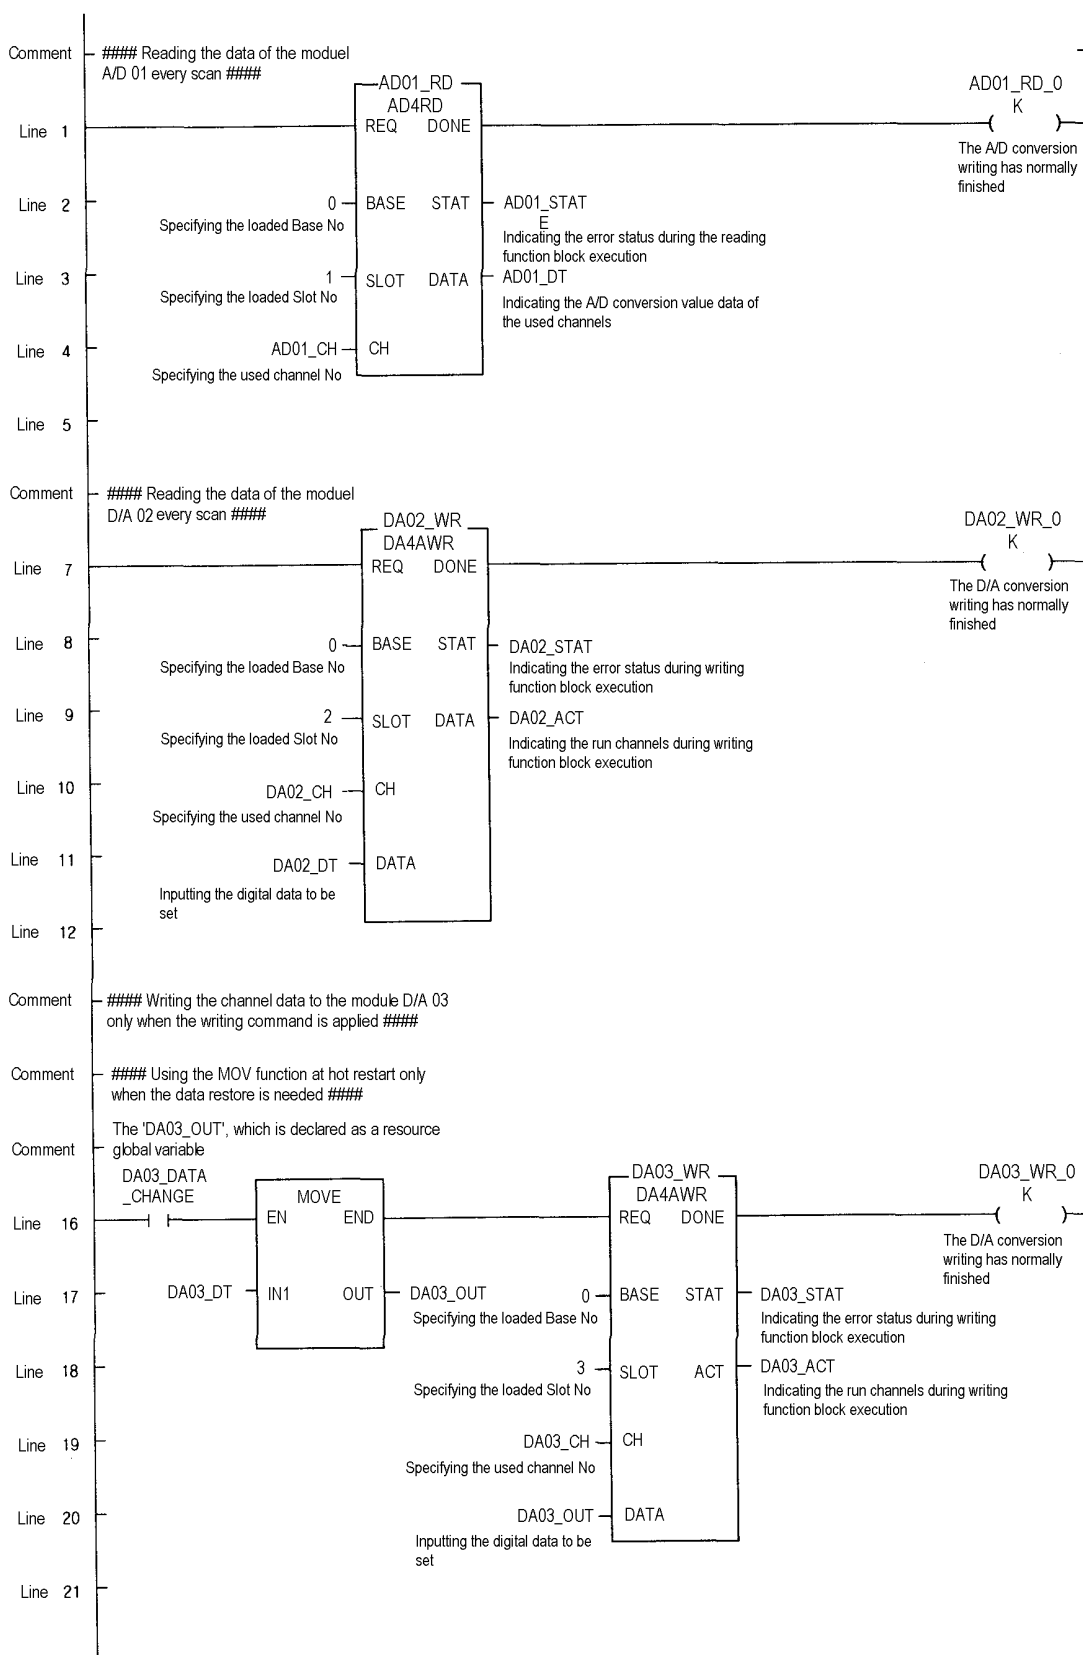 Comment #### Reading the data of the moduel
A/D 01 every scan ####
AD01_RD
AD4RD
AD01_RD_0
K
Line 1 REQ DONE ( )
The A/D conversion
writing has normally
finished
Line 2 0 BASE STAT AD01_STAT
E
Specifying the loaded Base No
Indicating the error status during the reading
function block execution
Line 3 1 SLOT DATA AD01_DT
Specifying the loaded Slot No
Indicating the A/D conversion value data of
the used channels
Line 4 AD01_CH CH
Specifying the used channel No
Line 5
Comment #### Reading the data of the moduel
D/A 02 every scan ####
DA02_WR
DA4AWR
DA02_WR_0
K
Line 7 REQ DONE ( )
The D/A conversion
writing has normally
finished
Line 8 0 BASE STAT DA02_STAT
Specifying the loaded Base No
Indicating the error status during writing
function block execution
Line 9 2 SLOT DATA DA02_ACT
Specifying the loaded Slot No
Indicating the run channels during writing
function block execution
Line 10 DA02_CH CH
Specifying the used channel No
Line 11 DA02_DT DATA
Inputting the digital data to be
set
Line 12
Comment #### Writing the channel data to the module D/A 03
only when the writing command is applied ####
Comment #### Using the MOV function at hot restart only
when the data restore is needed ####
The 'DA03_OUT', which is declared as a resource
Comment global variable
DA03_DATA
_CHANGE
MOVE
DA03_WR
DA4AWR
DA03_WR_0
K
Line 16 EN END REQ DONE ( )
The D/A conversion
writing has normally
finished
Line 17 DA03_DT IN1 OUT DA03_OUT 0 BASE STAT DA03_STAT
Specifying the loaded Base No
Indicating the error status during writing
function block execution
Line 18 3 SLOT ACT DA03_ACT
Specifying the loaded Slot No
Indicating the run channels during writing
function block execution
Line 19 DA03_CH CH
Specifying the used channel No
Line 20 DA03_OUT DATA
Inputting the digital data to be
set
Line 21